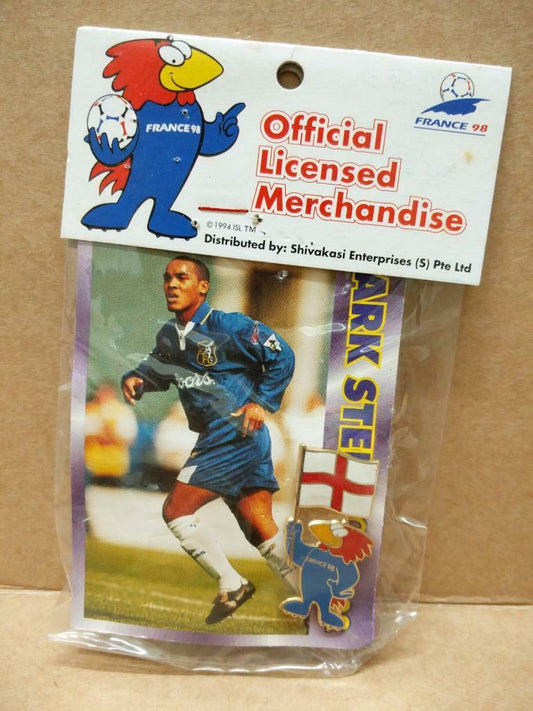 FRANCE 98
FRANCE 98
Official
Licensed
Merchandise
© 1994 ISL TM
Distributed by: Shivakasi Enterprises (S) Pte Ltd
ARK STE
Coors
FRANCE 98